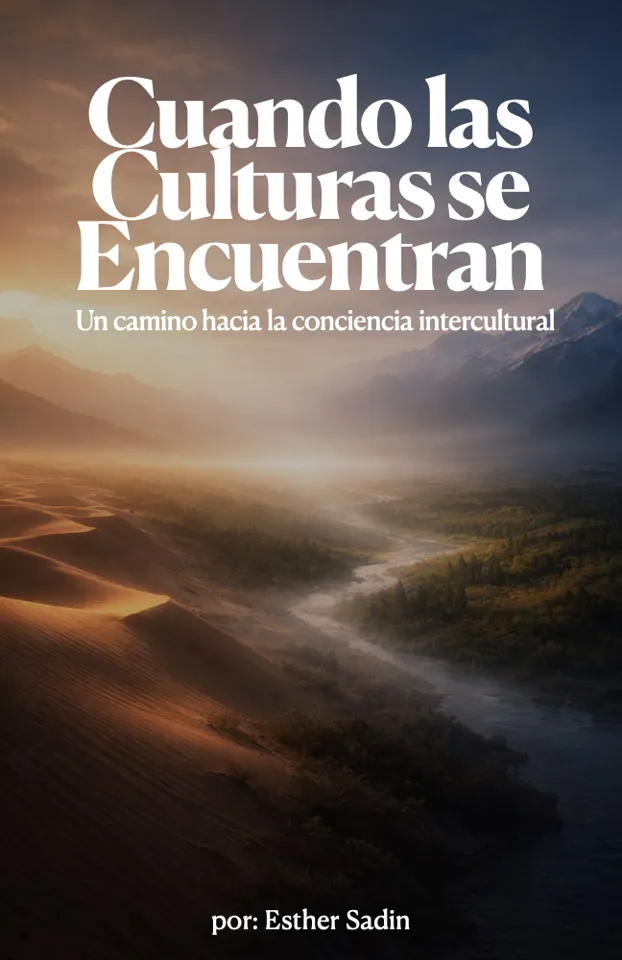 Cuando las
Culturas se
Encuentran
Un camino hacia la conciencia intercultural
por: Esther Sadin